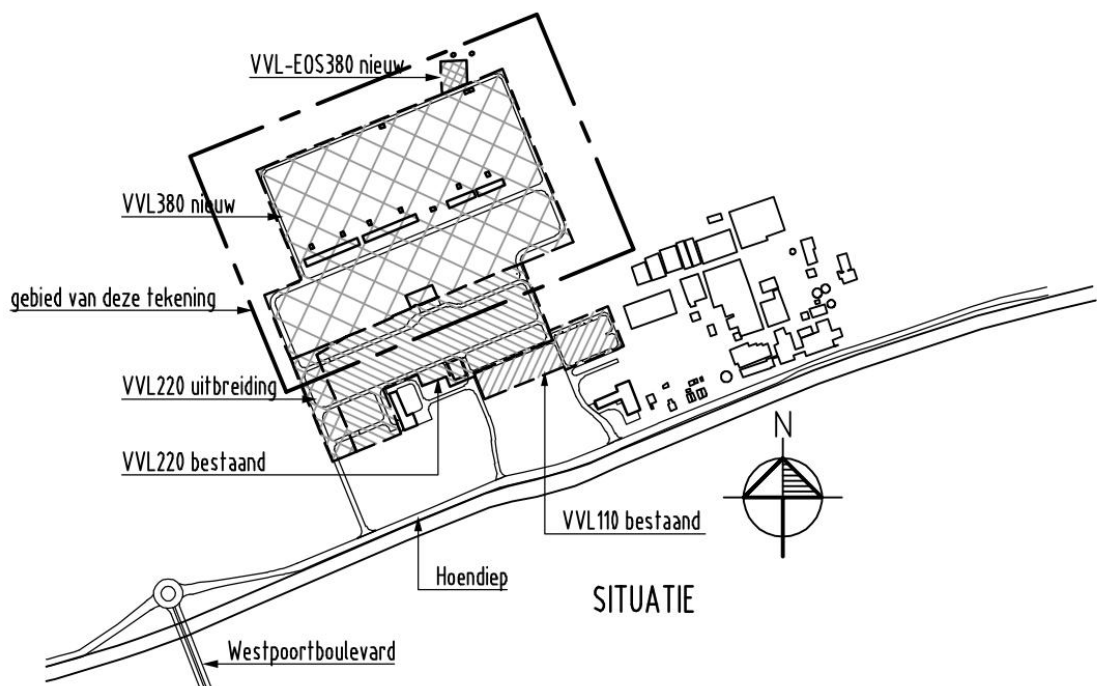 VVL-EOS380 nieuw
VVL380 nieuw
gebied van deze tekening
VVL220 uitbreiding
VVL220 bestaand
N
VVL110 bestaand
Hoendiep
SITUATIE
Westpoortboulevard